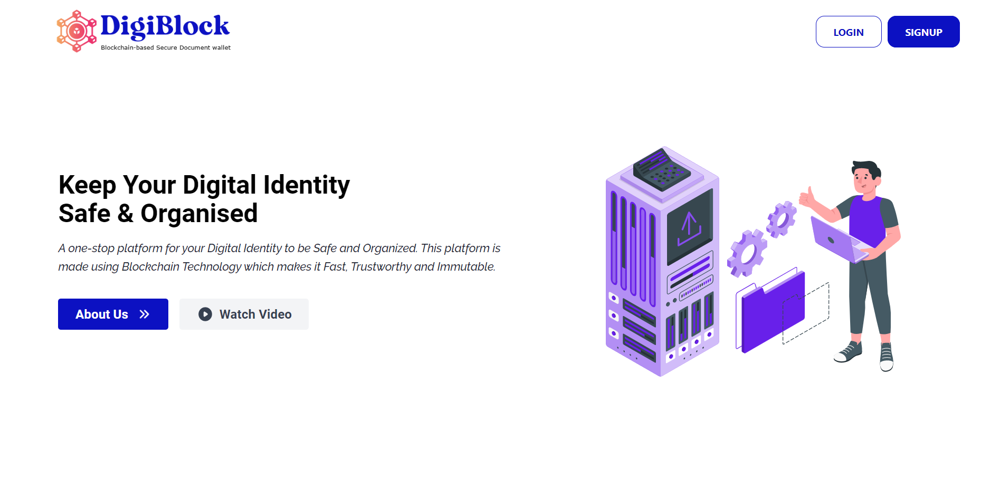 DigiBlock
Blockchain-based Secure Document wallet
LOGIN
SIGNUP
Keep Your Digital Identity
Safe & Organised
A one-stop platform for your Digital Identity to be Safe and Organized. This platform is
made using Blockchain Technology which makes it Fast, Trustworthy and Immutable.
About Us
Watch Video